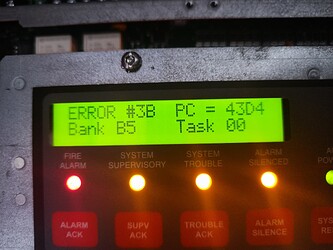 ERROR #3B PC = 43D4
Bank B5 Task 00
FIRE ALARM
SYSTEM SUPERVISORY
SYSTEM TROUBLE
ALARM SILENCED
ALARM ACK
SUPV ACK
TROUBLE ACK
ALARM SILENCE